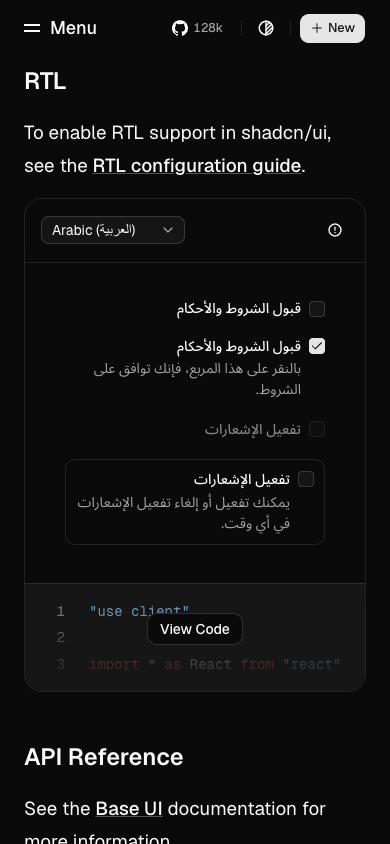 Menu
128k
New
RTL
To enable RTL support in shadcn/ui,
see the RTL configuration guide.
Arabic (العربية)
قبول الشروط والأحكام
قبول الشروط والأحكام
بالنقر على هذا المربع، فإنك توافق على
الشروط.
تفعيل الإشعارات
تفعيل الإشعارات
يمكنك تفعيل أو إلغاء تفعيل الإشعارات
في أي وقت.
1 "use client"
2
View Code
3 import * as React from "react"
API Reference
See the Base UI documentation for
more information.